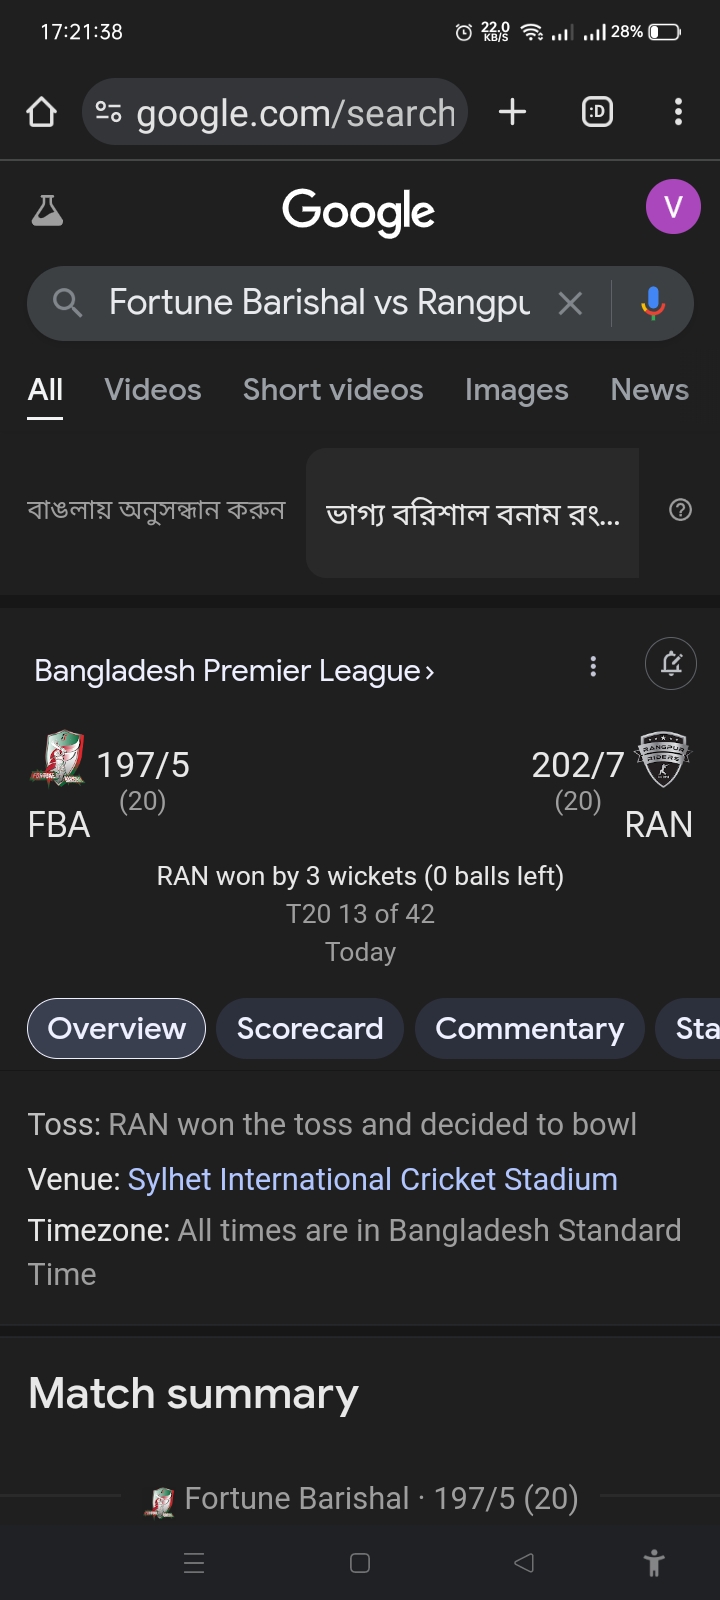 17:21:38 22.0 KB/S 28%
google.com/search :D
Google V
Fortune Barishal vs Rangpu
All Videos Short videos Images News
বাঙলায় অনুসন্ধান করুন ভাগ্য বরিশাল বনাম রং...
Bangladesh Premier League ›
197/5 202/7 RANGPUR RIDERS
(20) (20)
FBA RAN
RAN won by 3 wickets (0 balls left)
T20 13 of 42
Today
Overview Scorecard Commentary Sta
Toss: RAN won the toss and decided to bowl
Venue: Sylhet International Cricket Stadium
Timezone: All times are in Bangladesh Standard
Time
Match summary
Fortune Barishal · 197/5 (20)